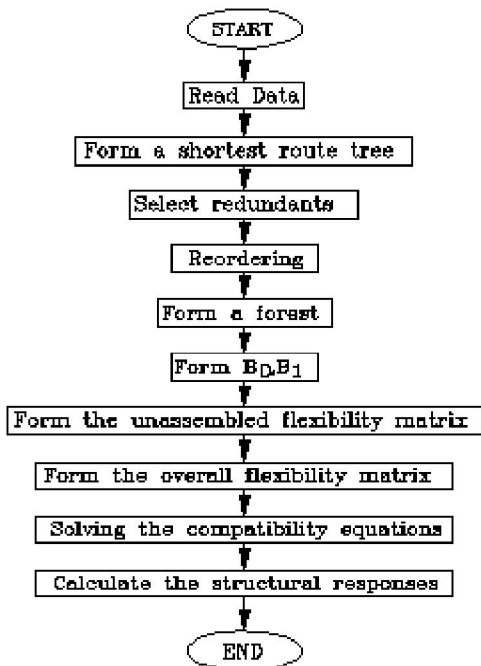 START
Read Data
Form a shortest route tree
Select redundants
Reordering
Form a forest
Form B₀,B₁
Form the unassembled flexibility matrix
Form the overall flexibility matrix
Solving the compatibility equations
Calculate the structural responses
END